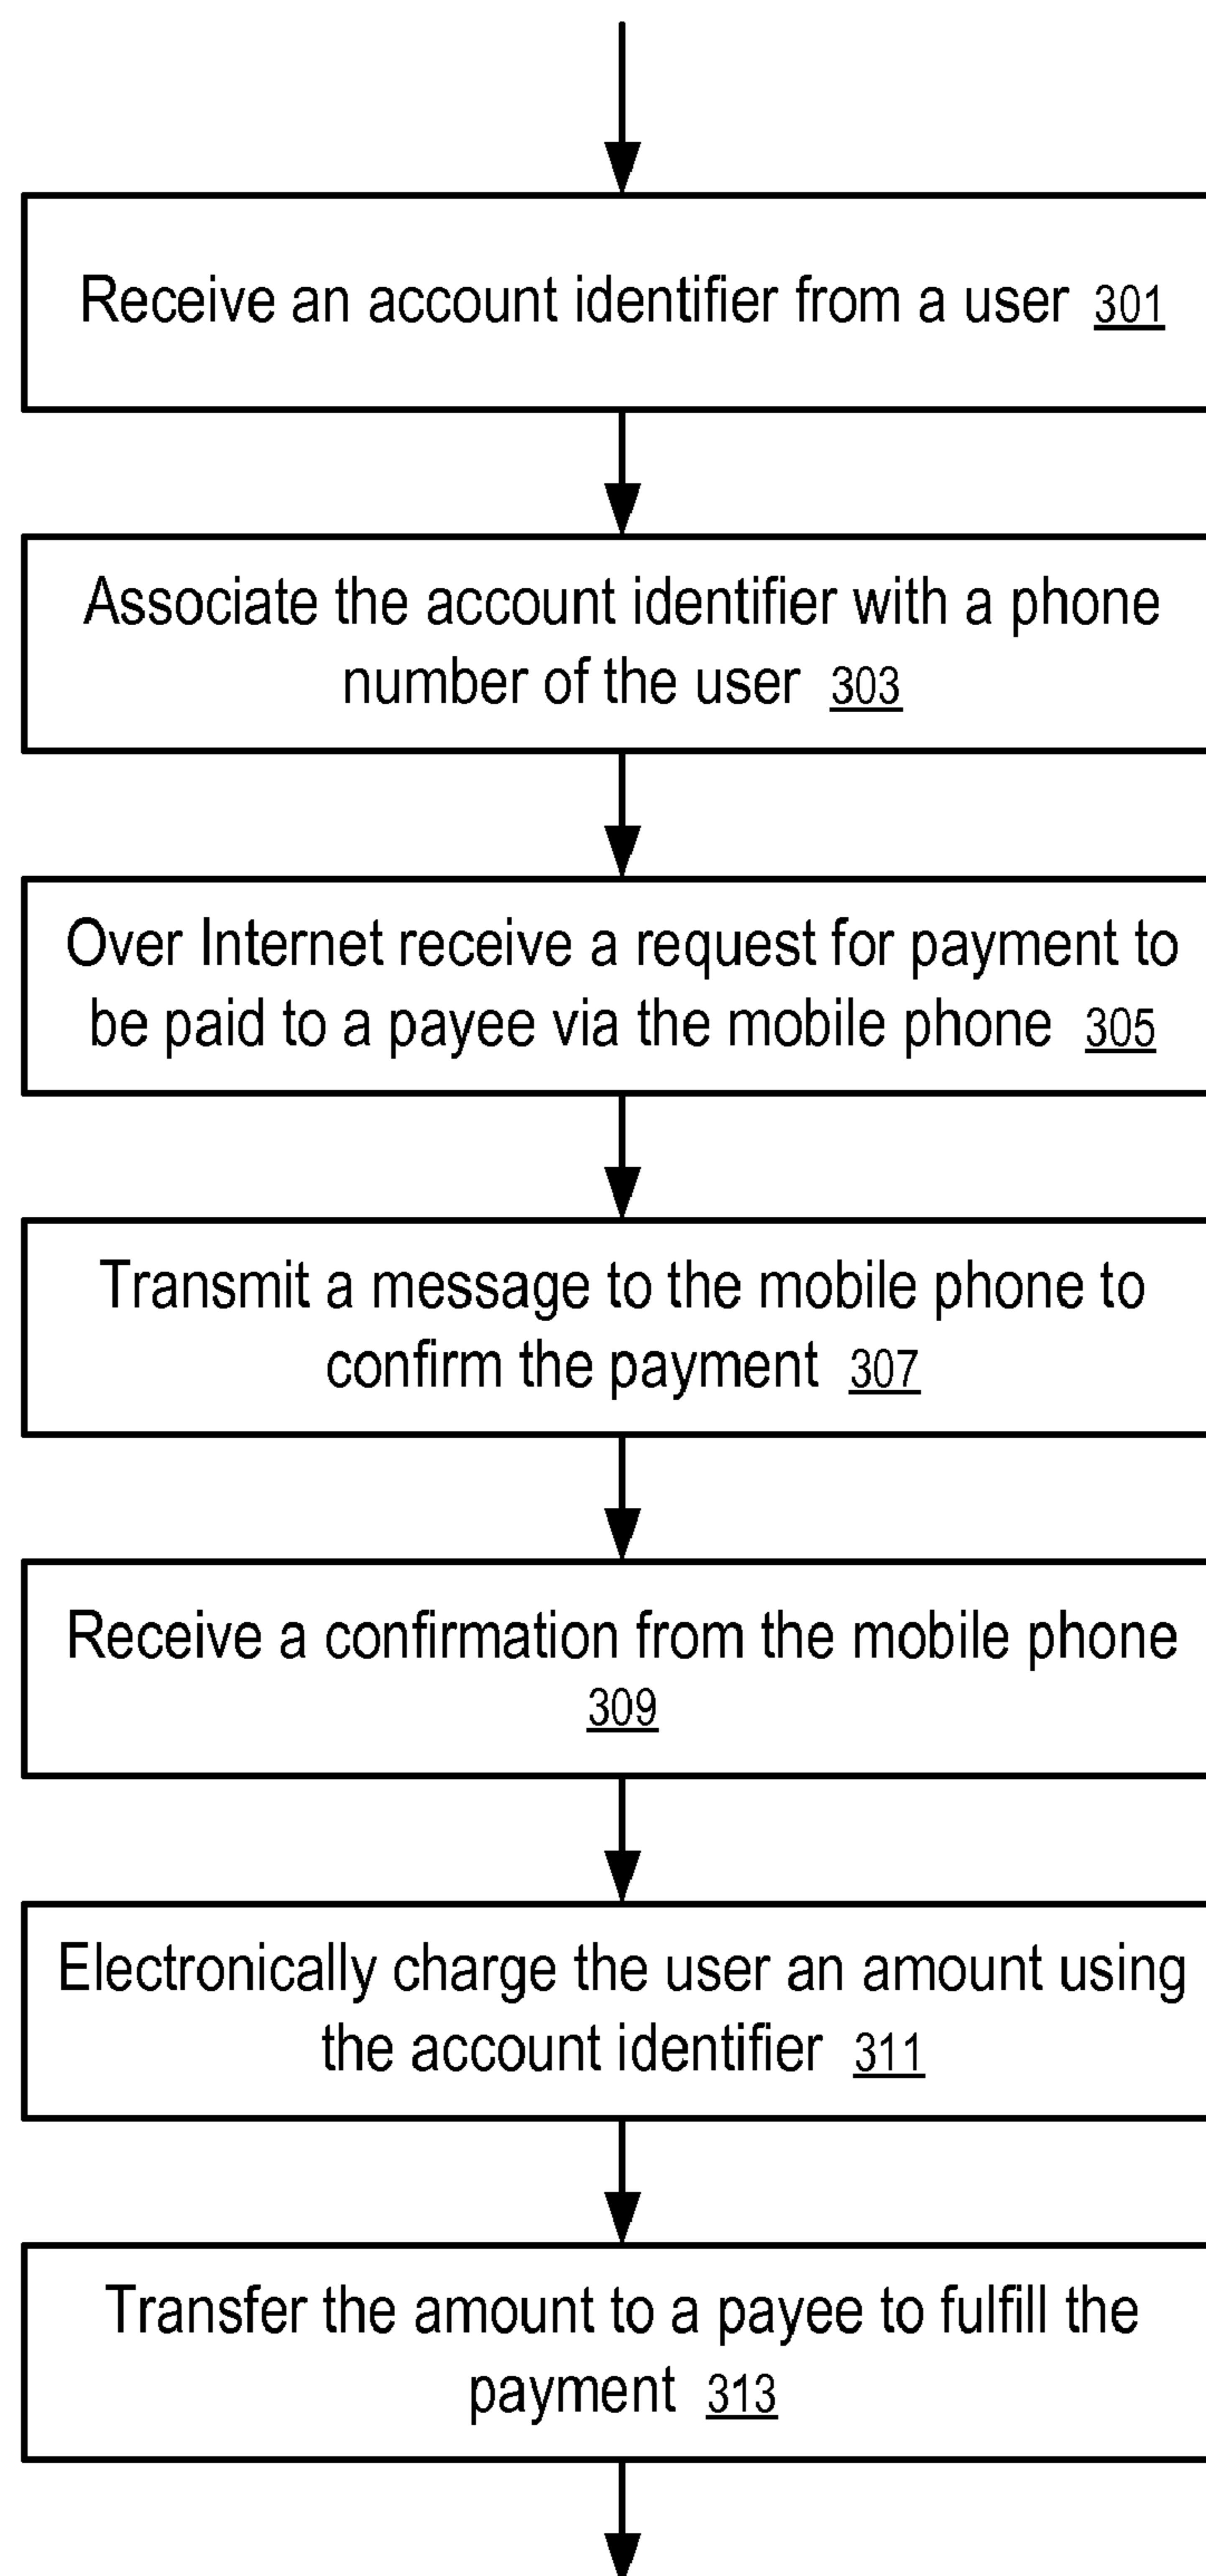 Receive an account identifier from a user 301
Associate the account identifier with a phone
number of the user 303
Over Internet receive a request for payment to
be paid to a payee via the mobile phone 305
Transmit a message to the mobile phone to
confirm the payment 307
Receive a confirmation from the mobile phone
309
Electronically charge the user an amount using
the account identifier 311
Transfer the amount to a payee to fulfill the
payment 313